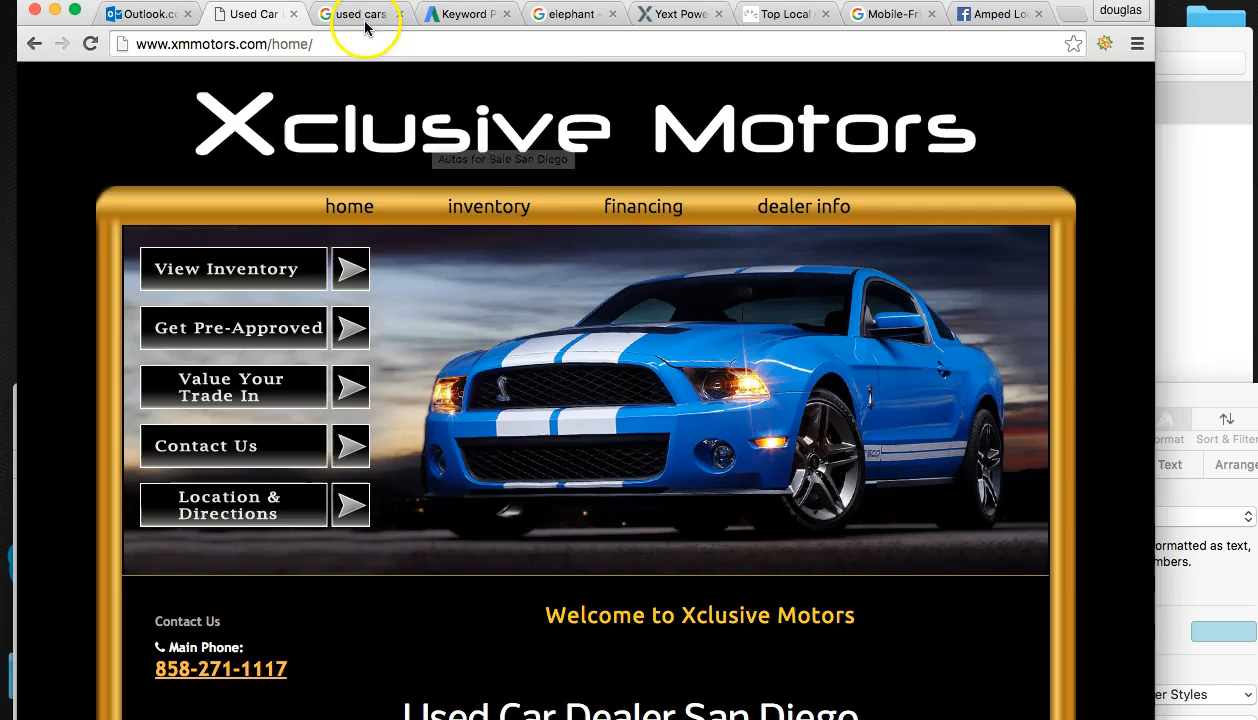 Outlook.co
Used Car
used cars
Keyword P
elephant -
Yext Powe
Top Local
Mobile-Fri
Amped Lo
douglas
www.xmmotors.com/home/
Xclusive Motors
Autos for Sale San Diego
home inventory financing dealer info
View Inventory
Get Pre-Approved
Value Your
Trade In
Contact Us
Location &
Directions
ormat Sort & Filter
Text Arrange
ormatted as text,
mbers.
er Styles
Contact Us
Main Phone:
858-271-1117
Welcome to Xclusive Motors
Used Car Dealer San Diego